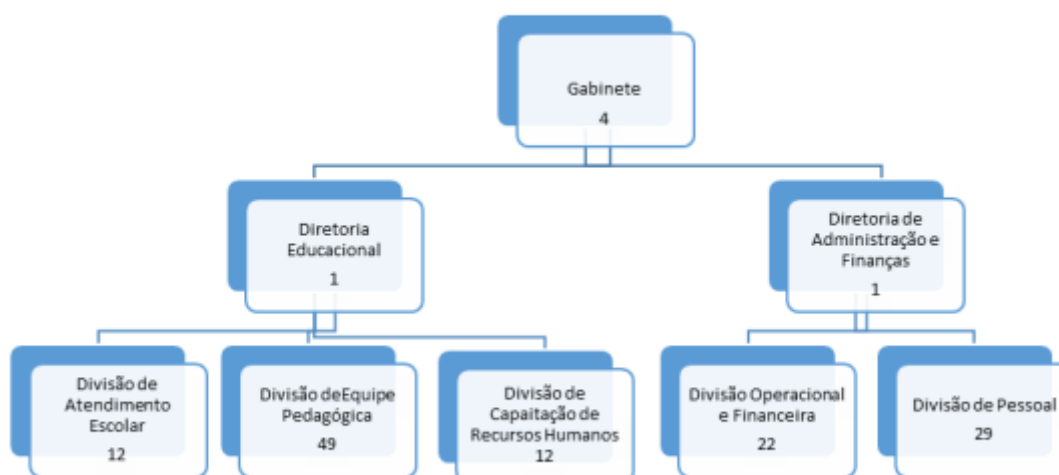 Gabinete
4
Diretoria
Educacional
1
Diretoria de
Administração e
Finanças
1
Divisão de
Atendimento
Escolar
12
Divisão deEquipe
Pedagógica
49
Divisão de
Capaitação de
Recursos Humanos
12
Divisão Operacional
e Financeira
22
Divisão de Pessoal
29